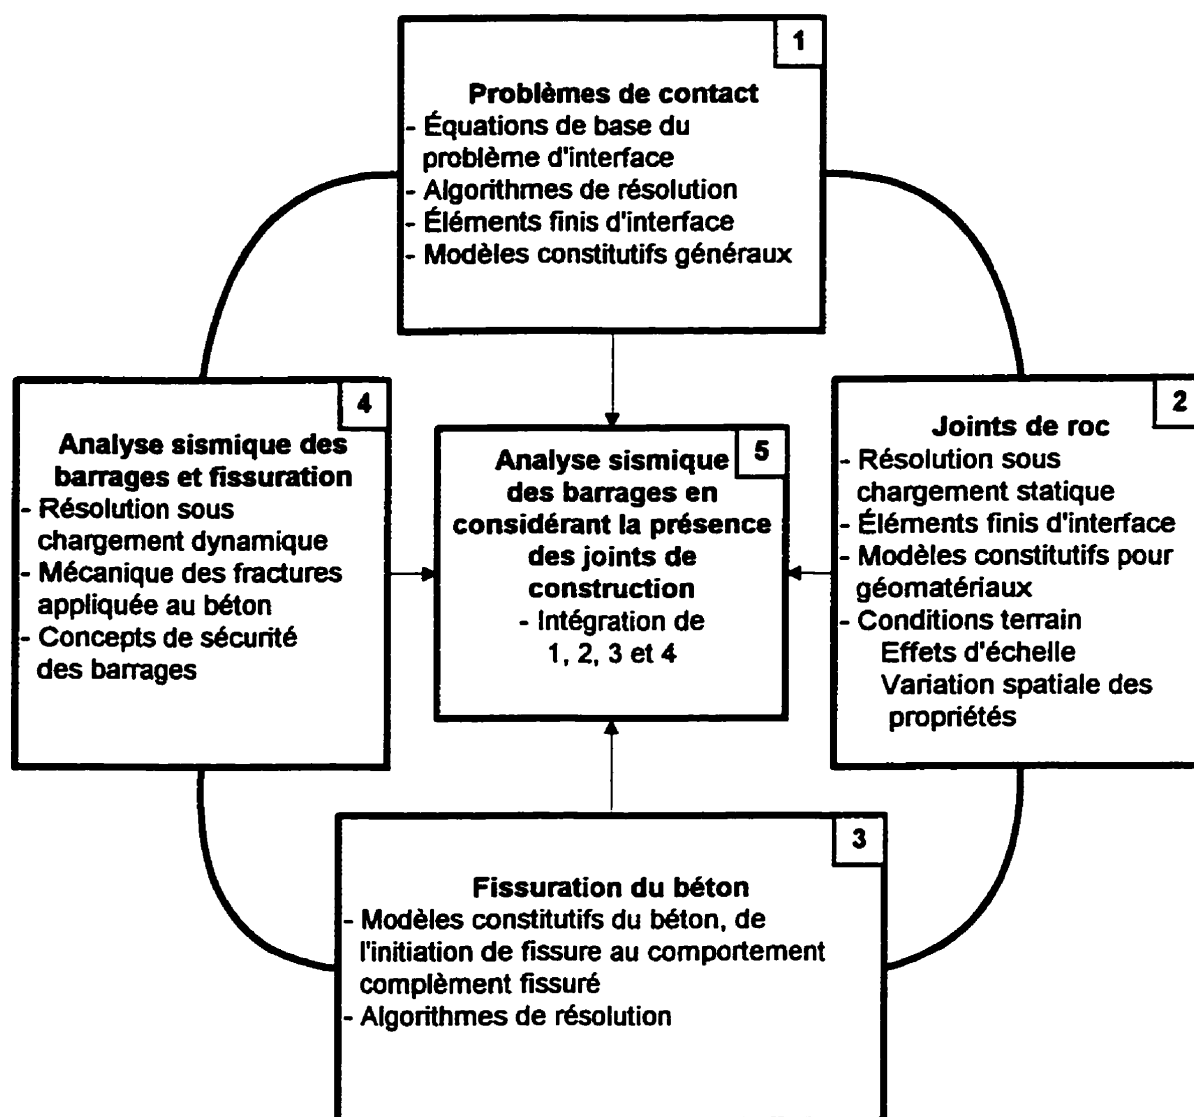 1
Problèmes de contact
- Équations de base du
problème d'interface
- Algorithmes de résolution
- Éléments finis d'interface
- Modèles constitutifs généraux
4
Analyse sismique des
barrages et fissuration
- Résolution sous
chargement dynamique
- Mécanique des fractures
appliquée au béton
- Concepts de sécurité
des barrages
5
Analyse sismique
des barrages en
considérant la présence
des joints de
construction
- Intégration de
1, 2, 3 et 4
2
Joints de roc
- Résolution sous
chargement statique
- Éléments finis d'interface
- Modèles constitutifs pour
géomatériaux
- Conditions terrain
Effets d'échelle
Variation spatiale des
propriétés
3
Fissuration du béton
- Modèles constitutifs du béton, de
l'initiation de fissure au comportement
complèment fissuré
- Algorithmes de résolution